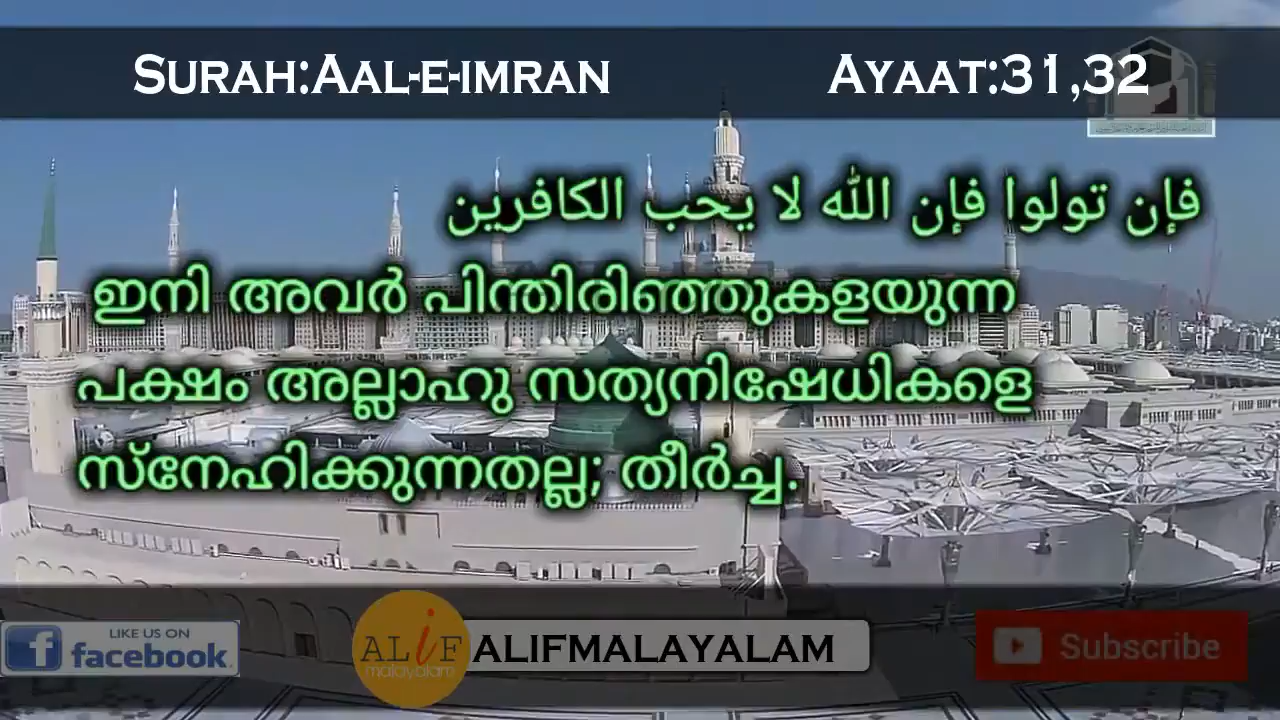 SURAH:AAL-E-IMRAN AYAAT:31,32
فإن تولوا فإن الله لا يحب الكافرين
ഇനി അവർ പിന്തിരിഞ്ഞുകളയുന്ന
പക്ഷം അല്ലാഹു സത്യനിഷേധികളെ
സ്നേഹിക്കുന്നതല്ല; തീർച്ച.
LIKE US ON
facebook
ALiF
malayalam
ALIFMALAYALAM
Subscribe